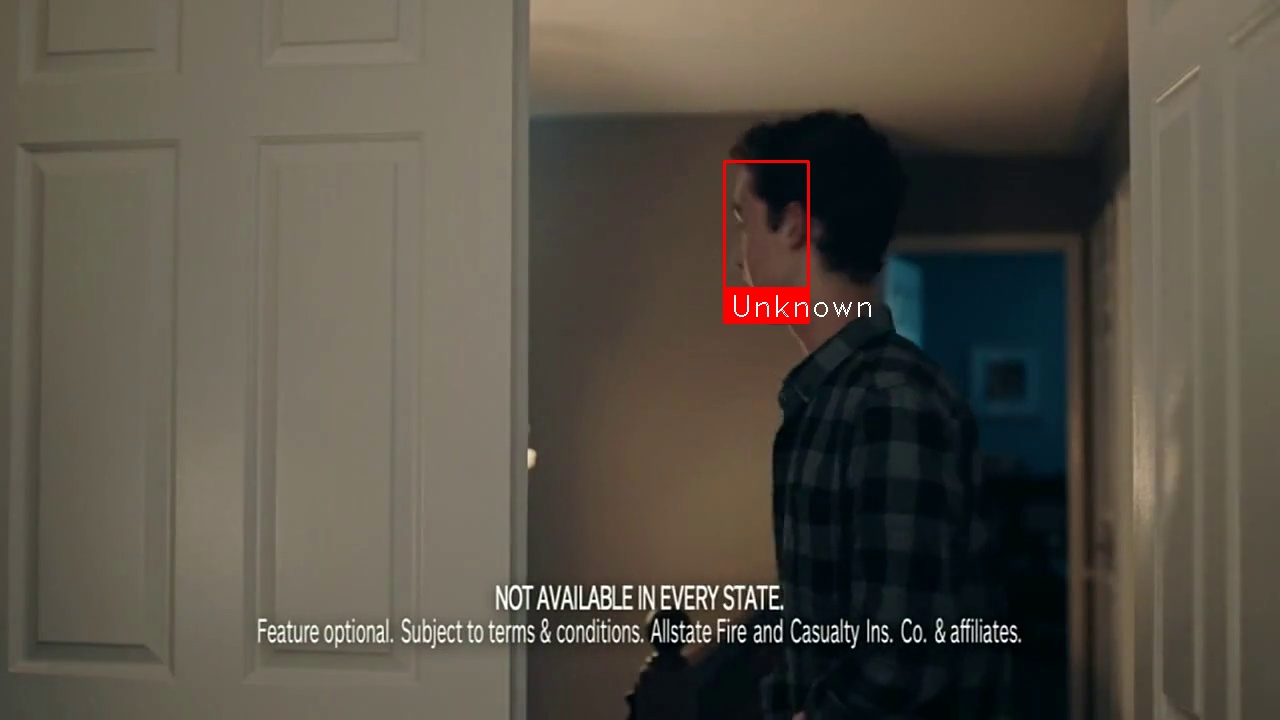 Unknown
NOT AVAILABLE IN EVERY STATE.
Feature optional. Subject to terms & conditions. Allstate Fire and Casualty Ins. Co. & affiliates.